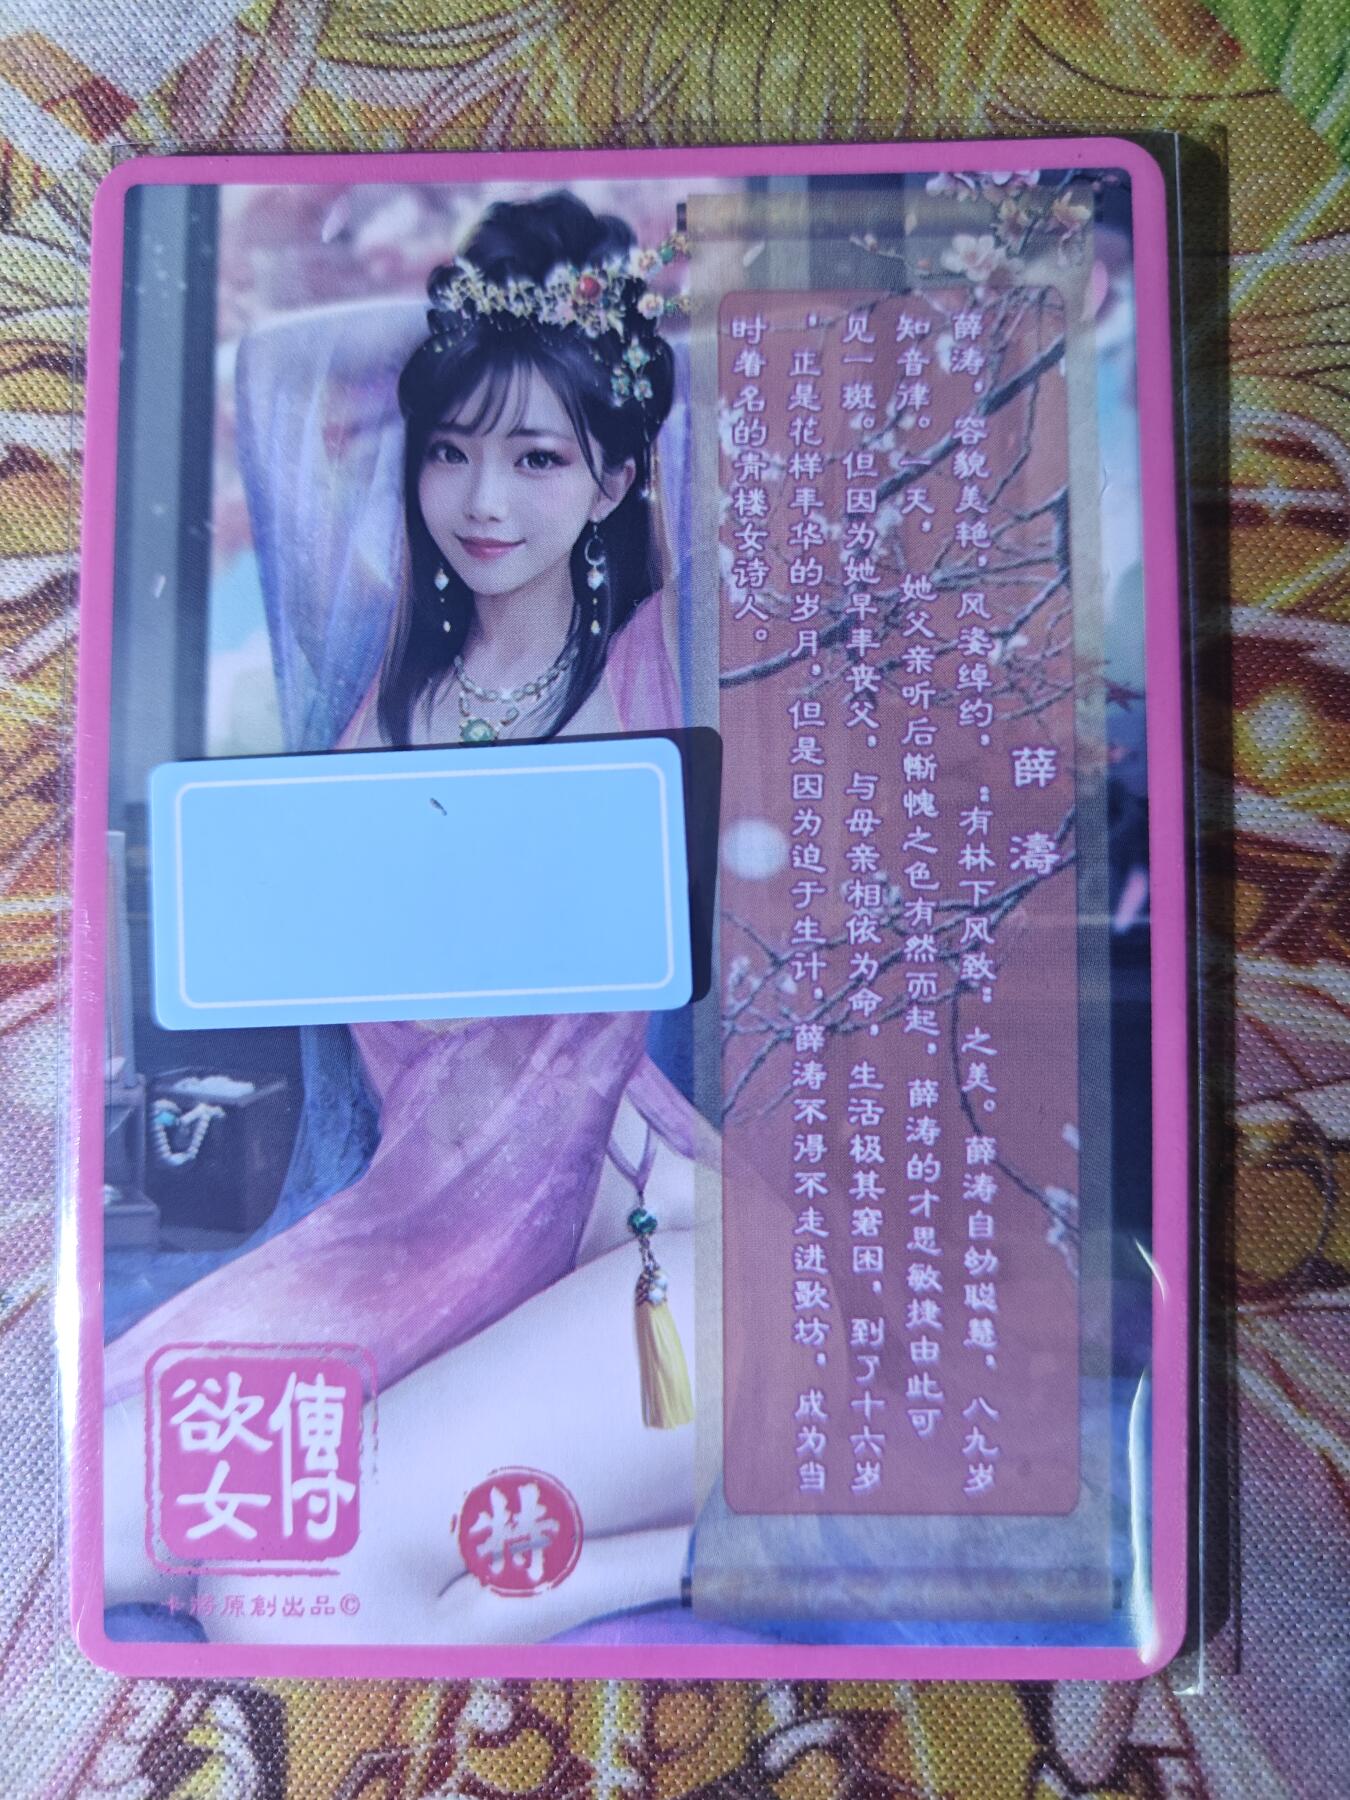 薛濤
薛涛，容貌美艳，风姿绰约，：有林下风致：之美。薛涛自幼聪慧，八九岁
知音律。一天，她父亲听后惭愧之色有然而起，薛涛的才思敏捷由此可
见一斑。但因为她早年丧父，与母亲相依为命，生活极其窘困，到了十六岁
，正是花样年华的岁月，但是因为迫于生计，薛涛不得不走进歌坊，成为当
时着名的青楼女诗人。
欲女傳
特
卡将原創出品©